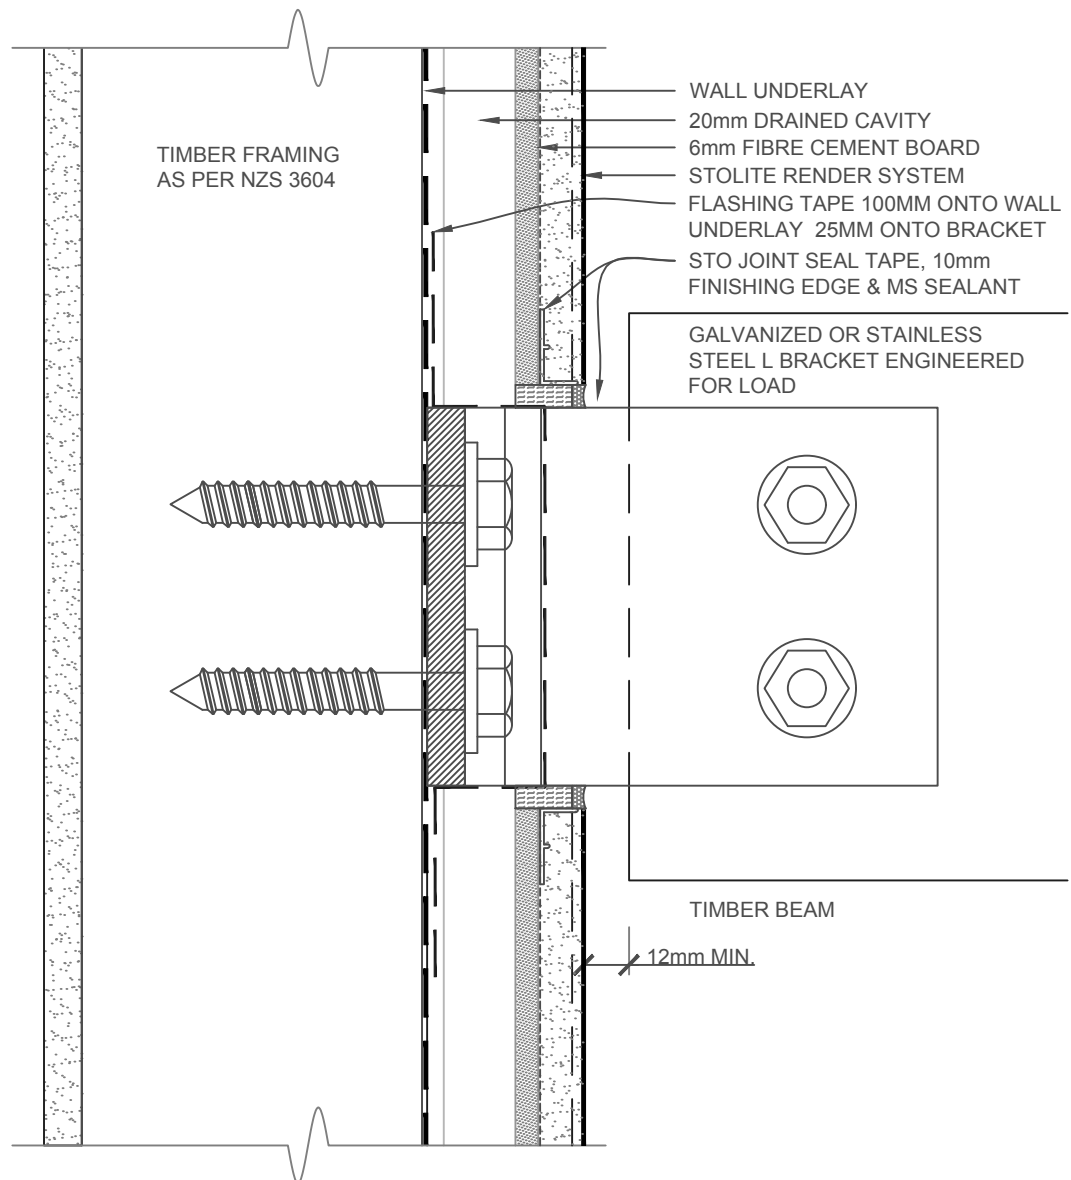 WALL UNDERLAY
20mm DRAINED CAVITY
6mm FIBRE CEMENT BOARD
STOLITE RENDER SYSTEM
FLASHING TAPE 100MM ONTO WALL
UNDERLAY 25MM ONTO BRACKET
STO JOINT SEAL TAPE, 10mm
FINISHING EDGE & MS SEALANT
TIMBER FRAMING
AS PER NZS 3604
GALVANIZED OR STAINLESS
STEEL L BRACKET ENGINEERED
FOR LOAD
TIMBER BEAM
12mm MIN.